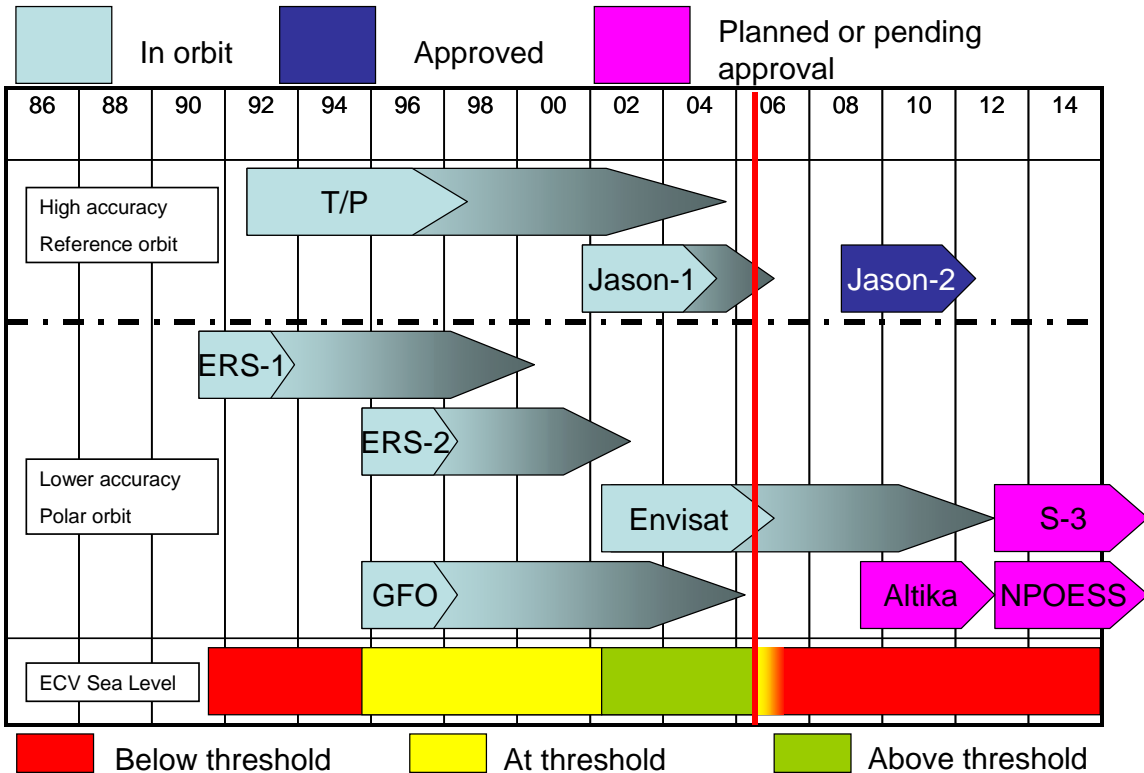 In orbit
Approved
Planned or pending
approval
86 88 90 92 94 96 98 00 02 04 06 08 10 12 14
High accuracy
Reference orbit
T/P
Jason-1
Jason-2
ERS-1
ERS-2
Lower accuracy
Polar orbit
Envisat
S-3
GFO
Altika
NPOESS
ECV Sea Level
Below threshold
At threshold
Above threshold